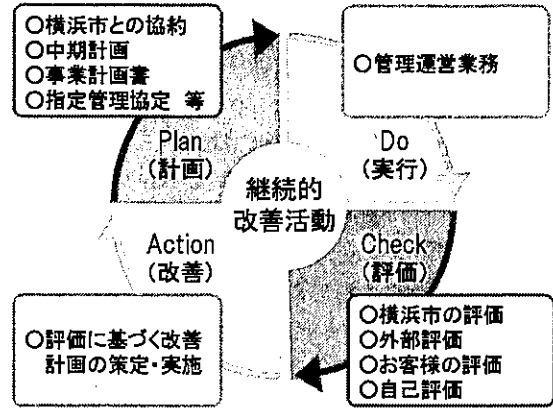 ○横浜市との協約
○中期計画
○事業計画書
○指定管理協定 等
○管理運営業務
Plan
(計画)
Do
(実行)
継続的
改善活動
Action
(改善)
Check
(評価)
○評価に基づく改善
計画の策定・実施
○横浜市の評価
○外部評価
○お客様の評価
○自己評価